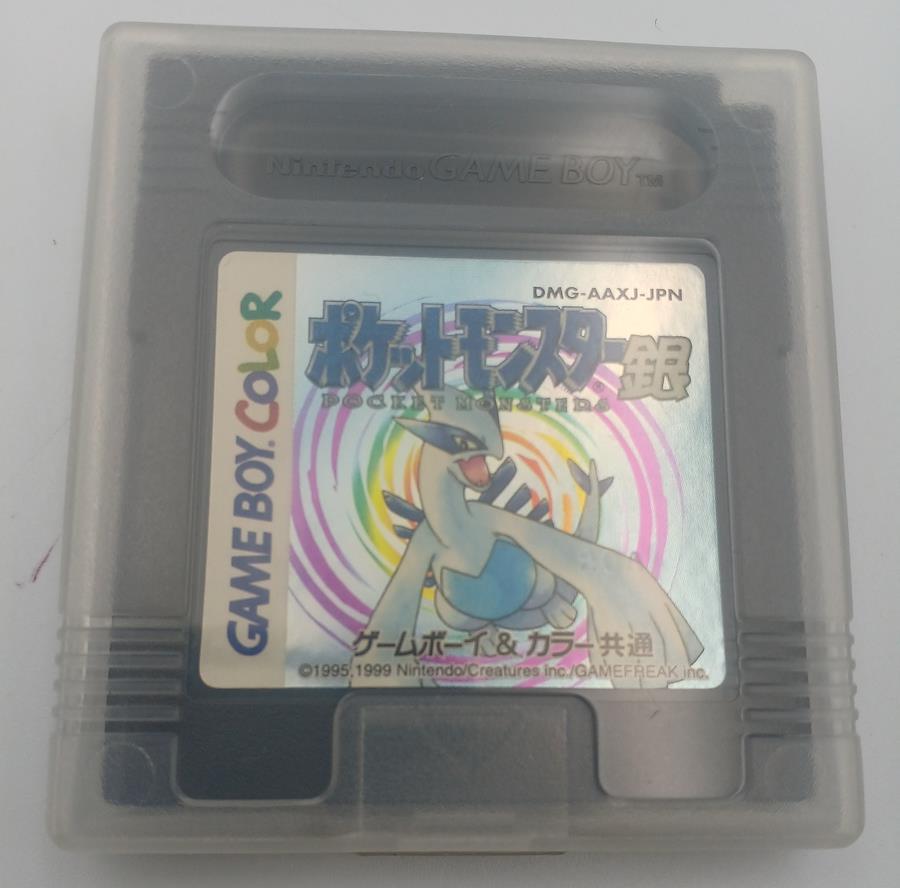 Nintendo GAME BOY™
DMG-AAXJ-JPN
ポケットモンスター銀
POCKET MONSTERS
GAME BOY COLOR
ゲームボーイ & カラー共通
©1995,1999 Nintendo/Creatures inc./GAMEFREAK inc.